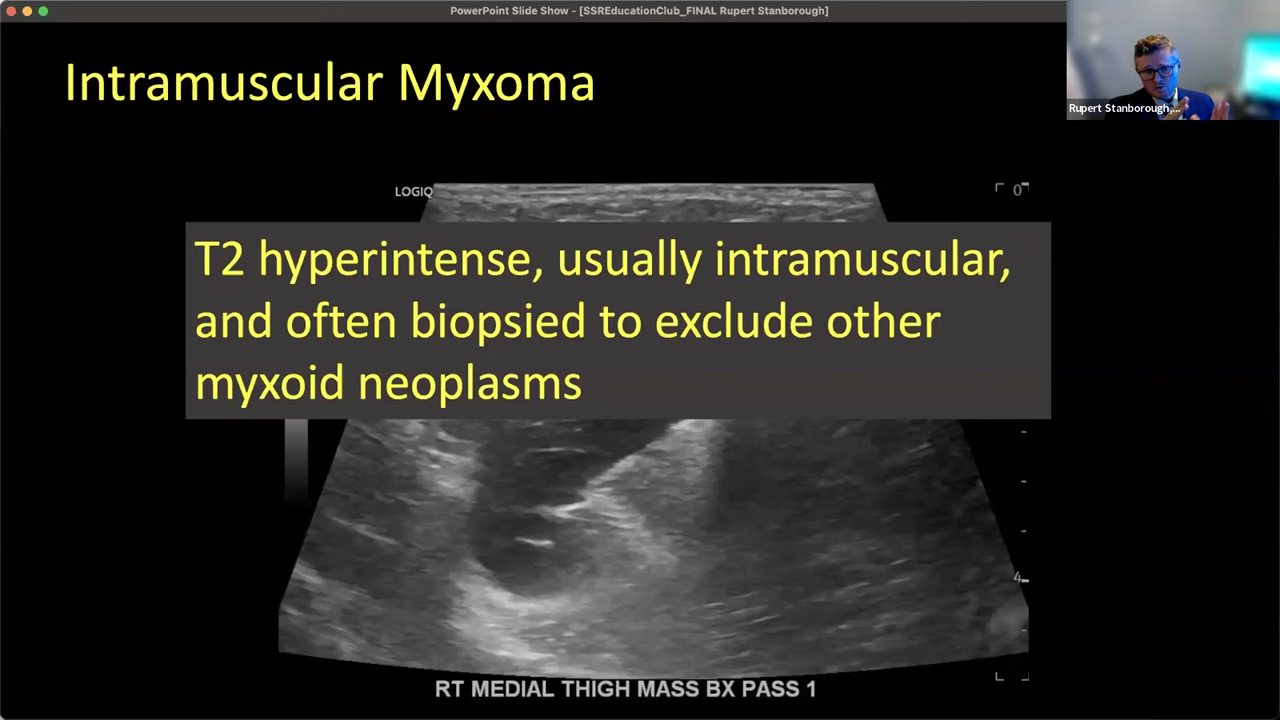 PowerPoint Slide Show - [SSREducationClub_FINAL Rupert Stanborough]
Intramuscular Myxoma
Rupert Stanborough,...
LOGIQ
0
T2 hyperintense, usually intramuscular,
and often biopsied to exclude other
myxoid neoplasms
4
RT MEDIAL THIGH MASS BX PASS 1